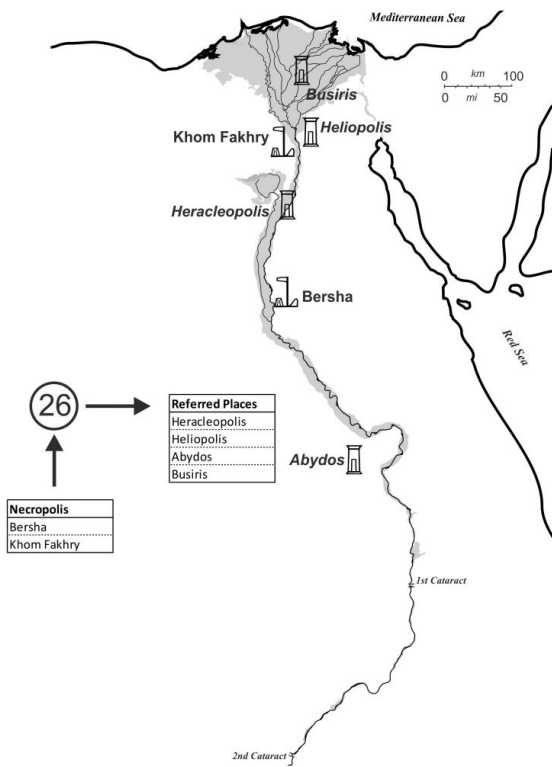 Mediterranean Sea
0 km 100
0 mi 50
Busiris
Heliopolis
Khom Fakhry
Heracleopolis
Bersha
Red Sea
26
Referred Places
Heracleopolis
Heliopolis
Abydos
Busiris
Abydos
Necropolis
Bersha
Khom Fakhry
1st Cataract
2nd Cataract